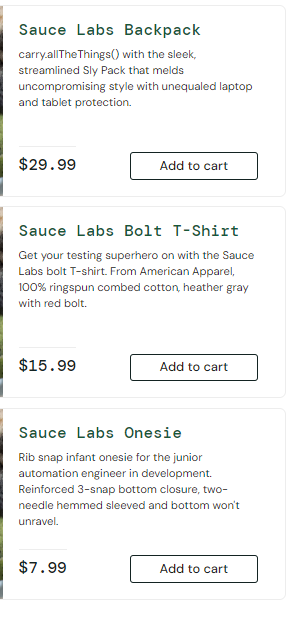 Sauce Labs Backpack
carry.allTheThings() with the sleek,
streamlined Sly Pack that melds
uncompromising style with unequaled laptop
and tablet protection.
$29.99
Add to cart
Sauce Labs Bolt T-Shirt
Get your testing superhero on with the Sauce
Labs bolt T-shirt. From American Apparel,
100% ringspun combed cotton, heather gray
with red bolt.
$15.99
Add to cart
Sauce Labs Onesie
Rib snap infant onesie for the junior
automation engineer in development.
Reinforced 3-snap bottom closure, two-
needle hemmed sleeved and bottom won't
unravel.
$7.99
Add to cart